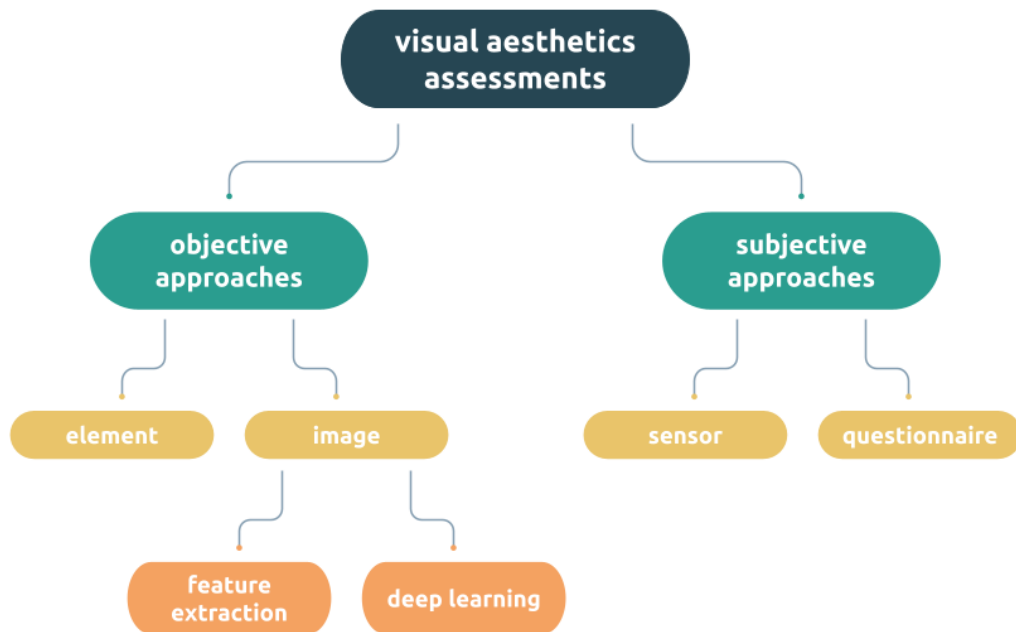 visual aesthetics
assessments
objective
approaches
subjective
approaches
element
image
sensor
questionnaire
feature
extraction
deep learning